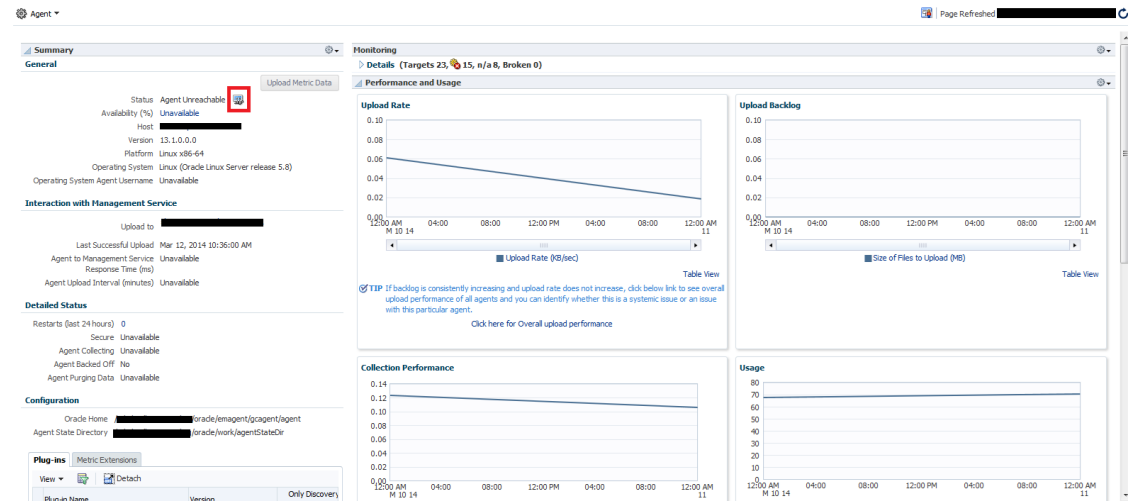 Agent
Page Refreshed
Summary
General
Upload Metric Data
Status Agent Unreachable
Availability (%) Unavailable
Host
Version 13.1.0.0.0
Platform Linux x86-64
Operating System Linux (Oracle Linux Server release 5.8)
Operating System Agent Username Unavailable
Interaction with Management Service
Upload to
Last Successful Upload Mar 12, 2014 10:36:00 AM
Agent to Management Service Unavailable
Response Time (ms)
Agent Upload Interval (minutes) Unavailable
Detailed Status
Restarts (last 24 hours) 0
Secure Unavailable
Agent Collecting Unavailable
Agent Backed Off No
Agent Purging Data Unavailable
Configuration
Oracle Home / /oracle/emagent/gcagent/agent
Agent State Directory /oracle/work/agentStateDir
Plug-ins Metric Extensions
View Detach
Plug-in Name Version Only Discovery
Monitoring
Details (Targets 23, 15, n/a 8, Broken 0)
Performance and Usage
Upload Rate
0.10
0.08
0.06
0.04
0.02
0.00
12:00 AM 04:00 08:00 12:00 PM 04:00 08:00 12:00 AM
M 10 14 11
Upload Rate (KB/sec)
Table View
TIP If backlog is consistently increasing and upload rate does not increase, click below link to see overall
upload performance of all agents and you can identify whether this is a systemic issue or an issue
with this particular agent.
Click here for Overall upload performance
Upload Backlog
0.10
0.08
0.06
0.04
0.02
0.00
12:00 AM 04:00 08:00 12:00 PM 04:00 08:00 12:00 AM
M 10 14 11
Size of Files to Upload (MB)
Table View
Collection Performance
0.14
0.12
0.10
0.08
0.06
0.04
0.02
0.00
12:00 AM 04:00 08:00 12:00 PM 04:00 08:00 12:00 AM
M 10 14 11
Usage
80
70
60
50
40
30
20
10
0
12:00 AM 04:00 08:00 12:00 PM 04:00 08:00 12:00 AM
M 10 14 11